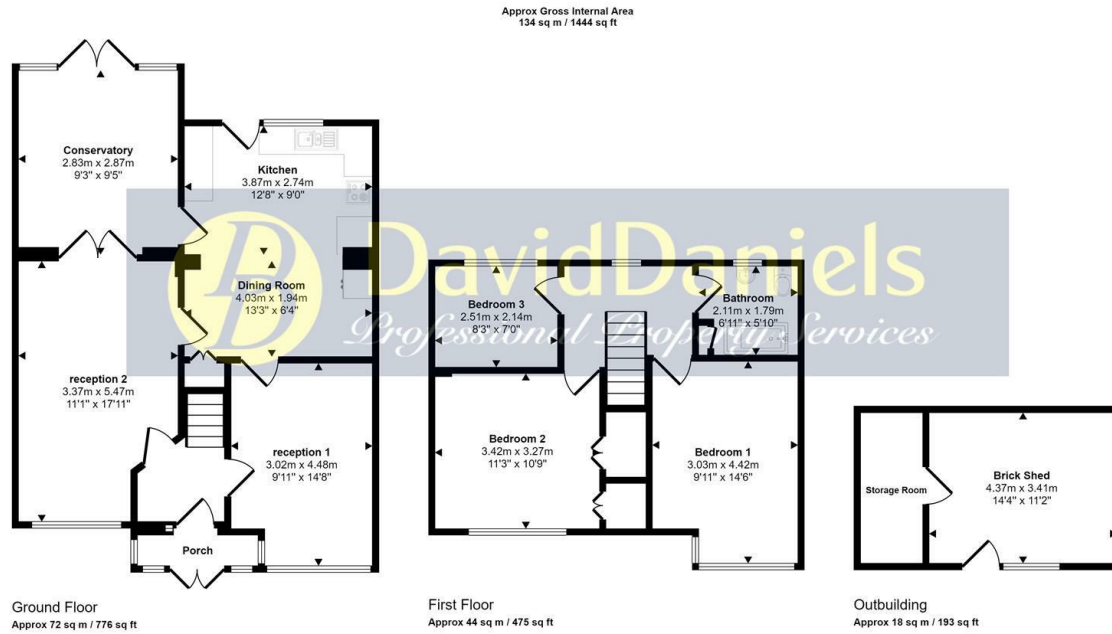 Approx Gross Internal Area
134 sq m / 1444 sq ft
Conservatory
2.83m x 2.87m
9'3" x 9'5"
Kitchen
3.87m x 2.74m
12'8" x 9'0"
DavidDaniels
Professional Property Services
Dining Room
4.03m x 1.94m
13'3" x 6'4"
reception 2
3.37m x 5.47m
11'1" x 17'11"
reception 1
3.02m x 4.48m
9'11" x 14'8"
Porch
Bedroom 3
2.51m x 2.14m
8'3" x 7'0"
Bathroom
2.11m x 1.79m
6'11" x 5'10"
Bedroom 2
3.42m x 3.27m
11'3" x 10'9"
Bedroom 1
3.03m x 4.42m
9'11" x 14'6"
Storage Room
Brick Shed
4.37m x 3.41m
14'4" x 11'2"
Ground Floor
Approx 72 sq m / 776 sq ft
First Floor
Approx 44 sq m / 475 sq ft
Outbuilding
Approx 18 sq m / 193 sq ft